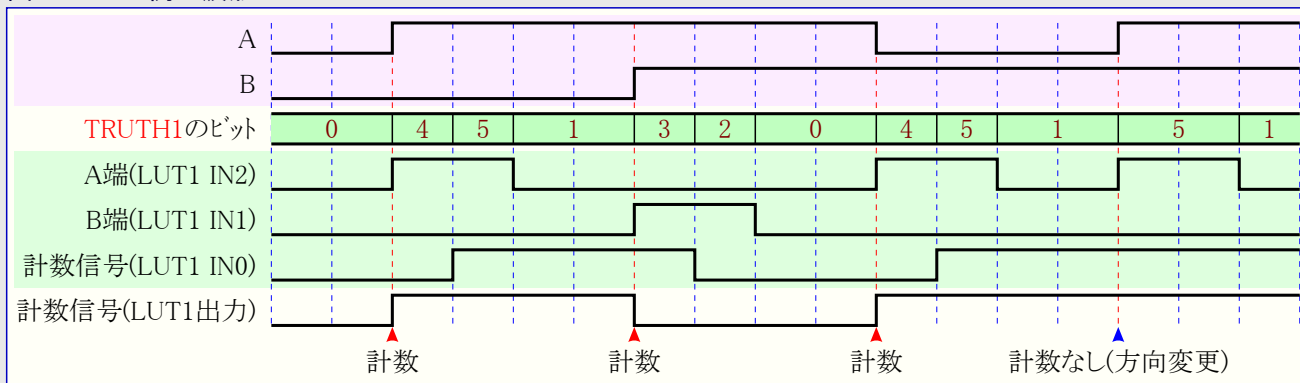 A
B
TRUTH1のビット 0 4 5 1 3 2 0 4 5 1 5 1
A端(LUT1 IN2)
B端(LUT1 IN1)
計数信号(LUT1 IN0)
計数信号(LUT1出力)
計数 計数 計数 計数なし(方向変更)